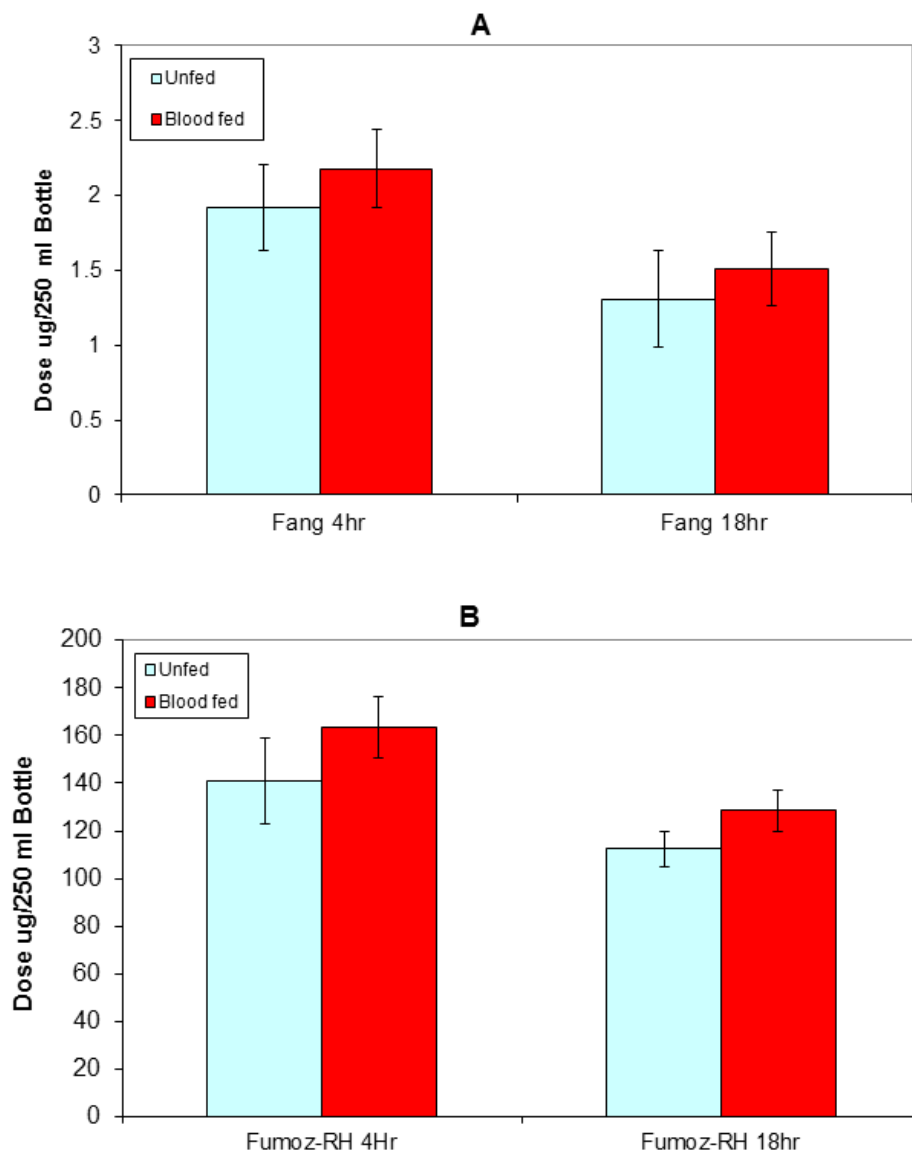 A
3
2.5
2
1.5
1
0.5
0
Dose ug/250 ml Bottle
Unfed
Blood fed
Fang 4hr
Fang 18hr
B
200
180
160
140
120
100
80
60
40
20
0
Dose ug/250 ml Bottle
Unfed
Blood fed
Fumoz-RH 4Hr
Fumoz-RH 18hr